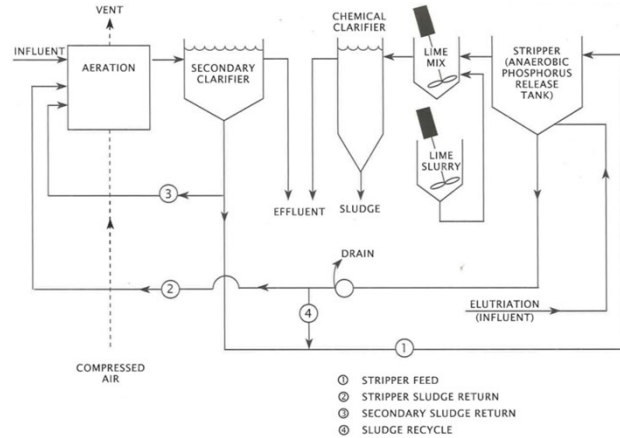 VENT
INFLUENT
AERATION
SECONDARY
CLARIFIER
CHEMICAL
CLARIFIER
LIME
MIX
STRIPPER
(ANAEROBIC
PHOSPHORUS
RELEASE
TANK)
LIME
SLURRY
3
EFFLUENT
SLUDGE
DRAIN
2
4
ELUTRIATION
(INFLUENT)
1
COMPRESSED
AIR
1 STRIPPER FEED
2 STRIPPER SLUDGE RETURN
3 SECONDARY SLUDGE RETURN
4 SLUDGE RECYCLE